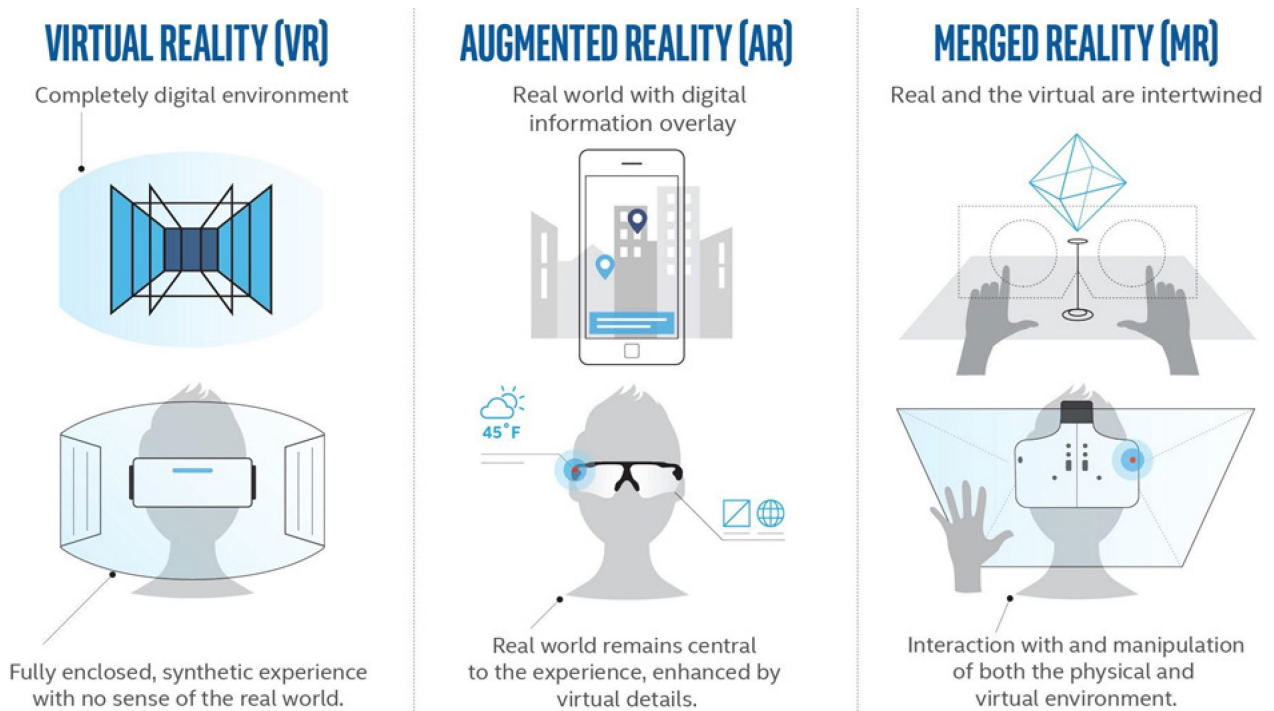 VIRTUAL REALITY (VR)
Completely digital environment
Fully enclosed, synthetic experience
with no sense of the real world.
AUGMENTED REALITY (AR)
Real world with digital
information overlay
45°F
Real world remains central
to the experience, enhanced by
virtual details.
MERGED REALITY (MR)
Real and the virtual are intertwined
Interaction with and manipulation
of both the physical and
virtual environment.